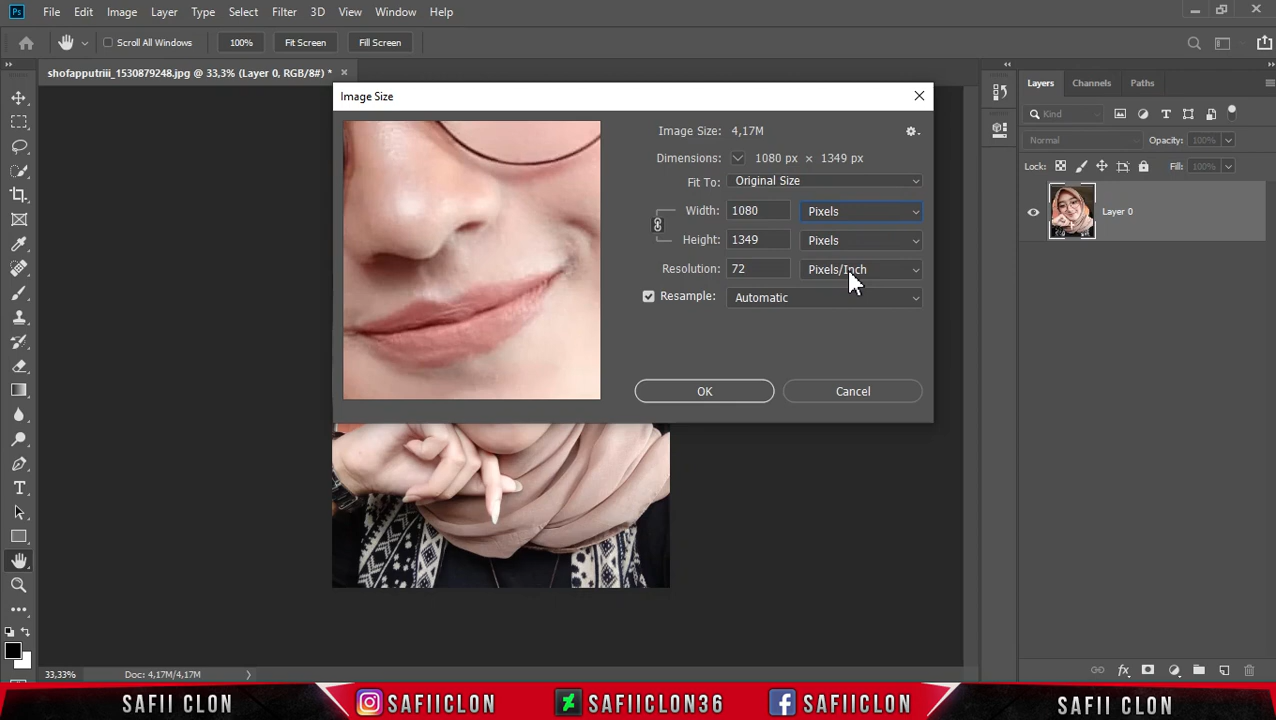 Ps File Edit Image Layer Type Select Filter 3D View Window Help
Scroll All Windows 100% Fit Screen Fill Screen
shofapputriii_1530879248.jpg @ 33,3% (Layer 0, RGB/8#) *
Image Size
Image Size: 4,17M
Dimensions: 1080 px × 1349 px
Fit To: Original Size
Width: 1080 Pixels
Height: 1349 Pixels
Resolution: 72 Pixels/Inch
Resample: Automatic
OK Cancel
Layers Channels Paths
Kind
Normal Opacity: 100%
Lock: Fill: 100%
Layer 0
33,33% Doc: 4,17M/4,17M
SAFII CLON SAFIICLON SAFIICLON36 SAFIICLON SAFII CLON